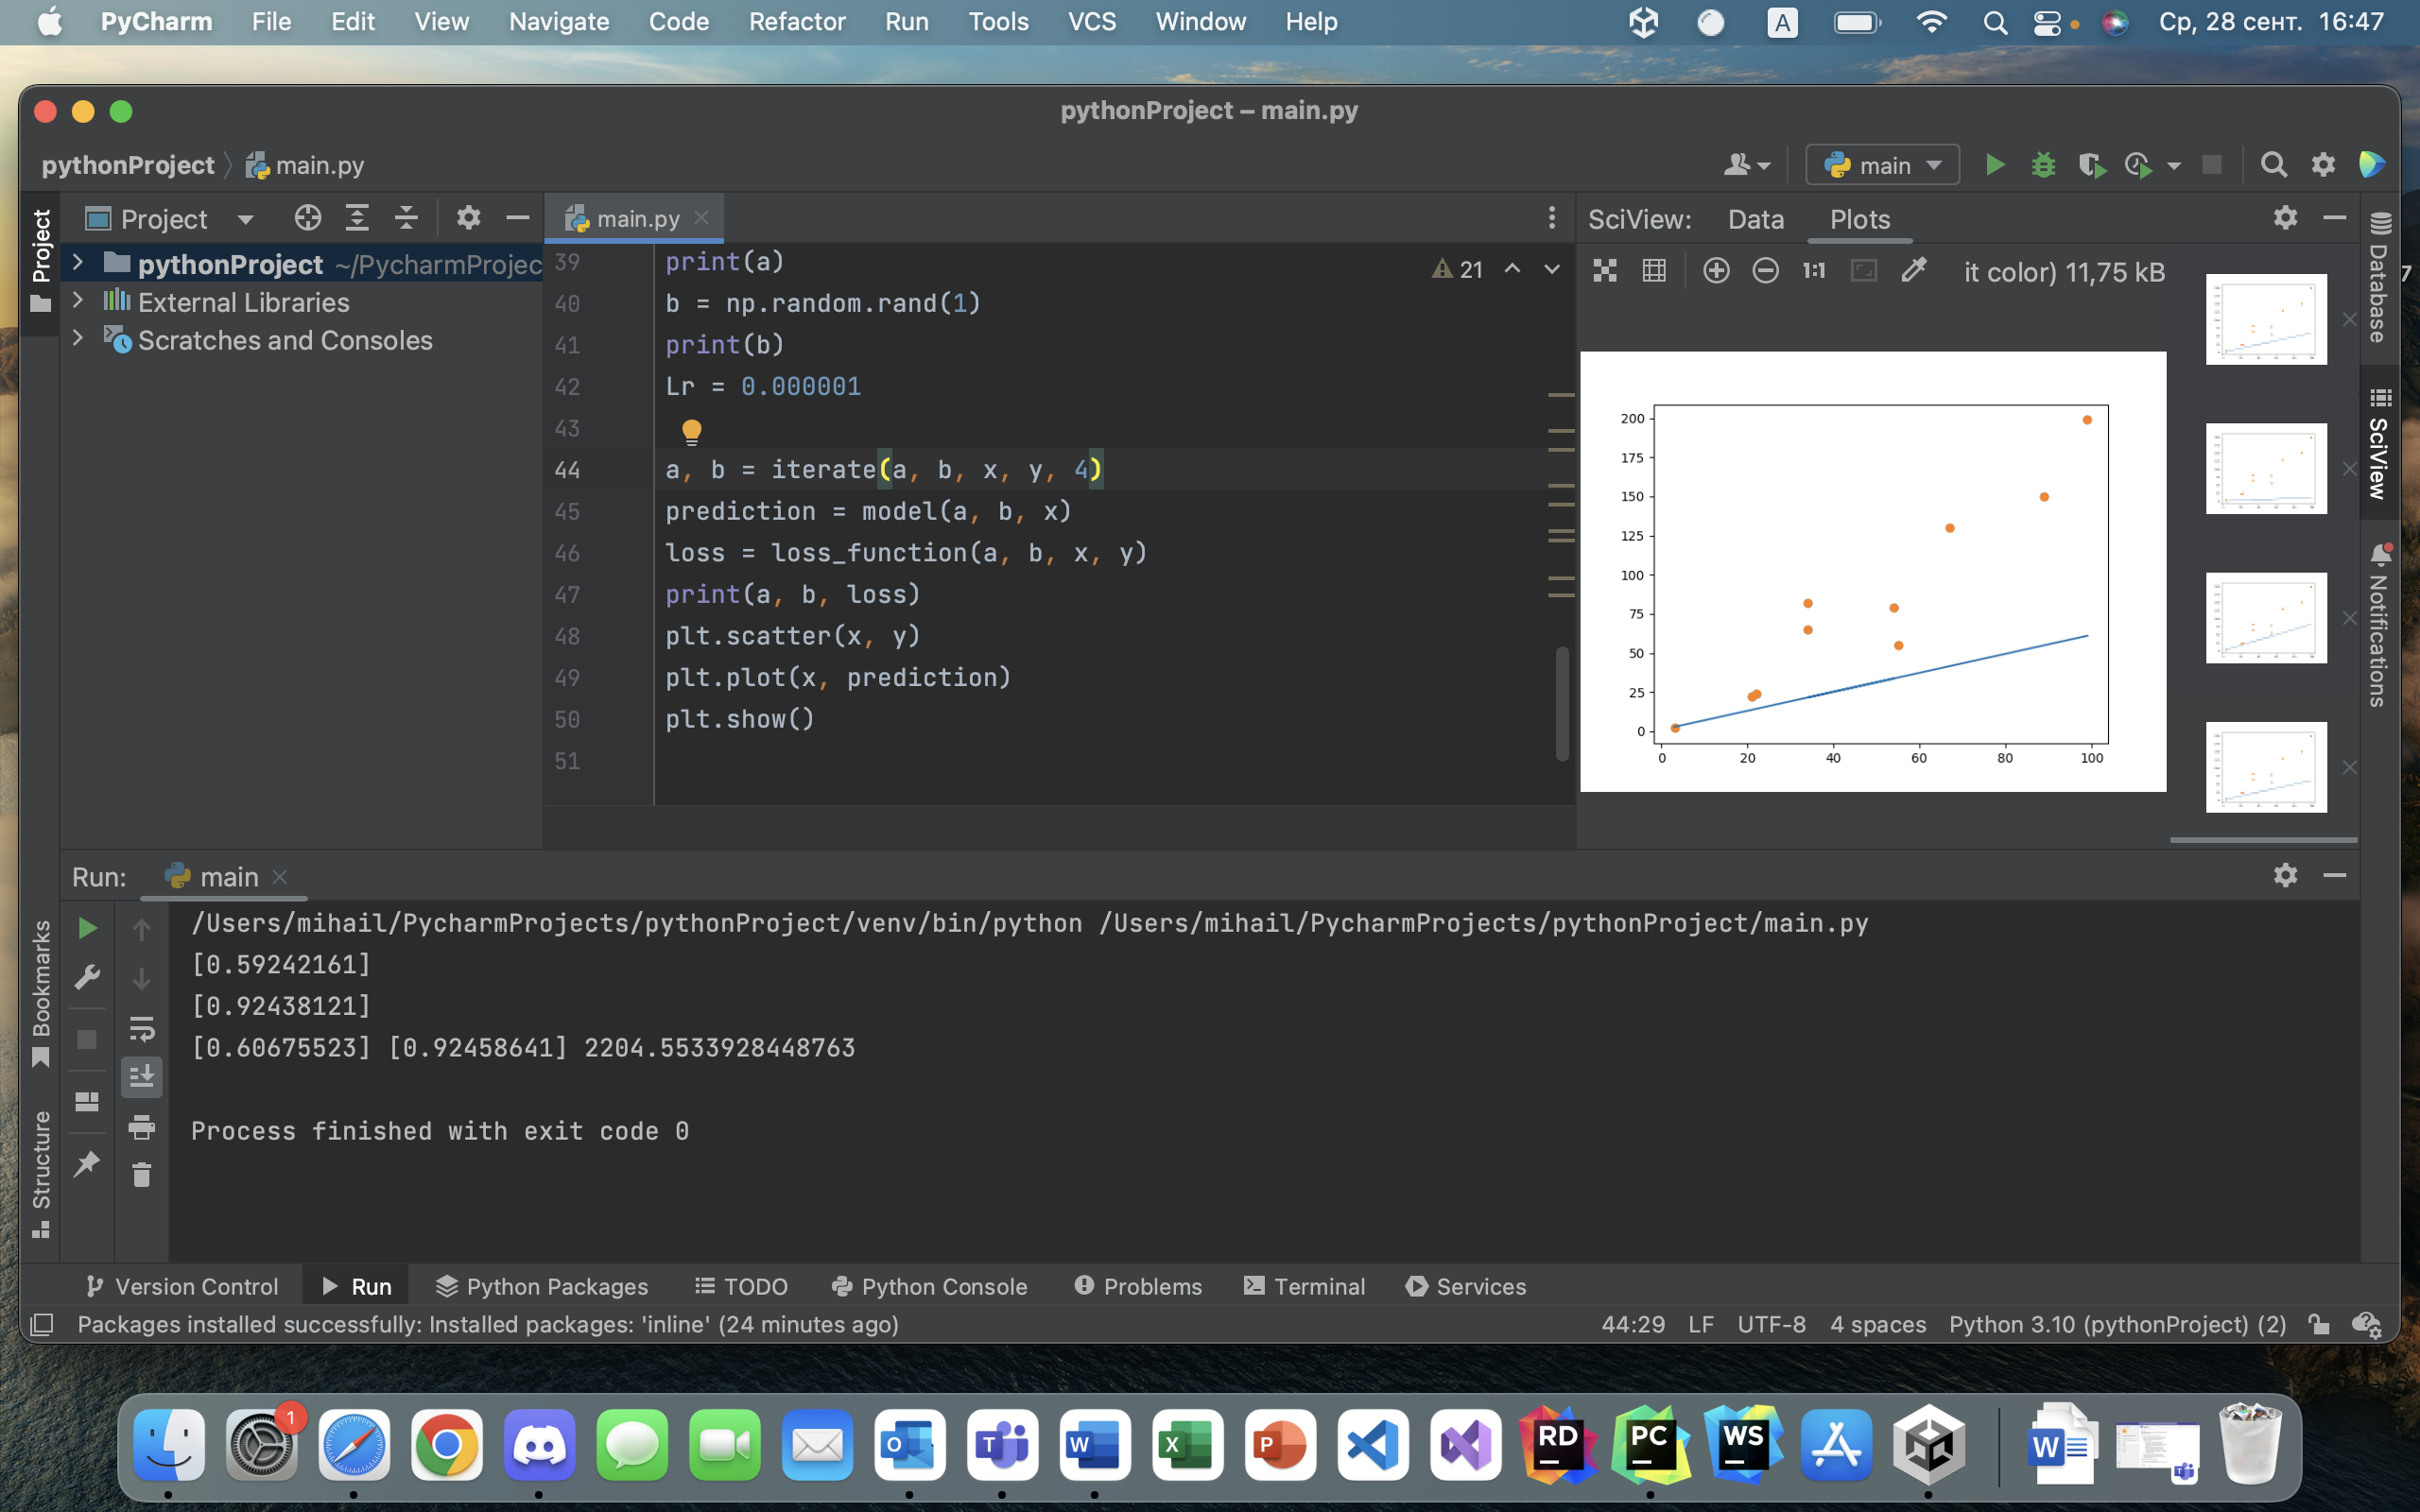 PyCharm File Edit View Navigate Code Refactor Run Tools VCS Window Help A Ср, 28 сент. 16:47
pythonProject – main.py
pythonProject main.py main
Project
Project main.py SciView: Data Plots
pythonProject ~/PycharmProjec
External Libraries
Scratches and Consoles
39 print(a)
40 b = np.random.rand(1)
41 print(b)
42 Lr = 0.000001
43
44 a, b = iterate(a, b, x, y, 4)
45 prediction = model(a, b, x)
46 loss = loss_function(a, b, x, y)
47 print(a, b, loss)
48 plt.scatter(x, y)
49 plt.plot(x, prediction)
50 plt.show()
51
21
it color) 11,75 kB
200
175
150
125
100
75
50
25
0
0 20 40 60 80 100
Database
SciView
Notifications
Run: main
/Users/mihail/PycharmProjects/pythonProject/venv/bin/python /Users/mihail/PycharmProjects/pythonProject/main.py
[0.59242161]
[0.92438121]
[0.60675523] [0.92458641] 2204.5533928448763
Process finished with exit code 0
Bookmarks
Structure
Version Control Run Python Packages TODO Python Console Problems Terminal Services
Packages installed successfully: Installed packages: 'inline' (24 minutes ago) 44:29 LF UTF-8 4 spaces Python 3.10 (pythonProject) (2)
1
O T W X P RD PC WS W